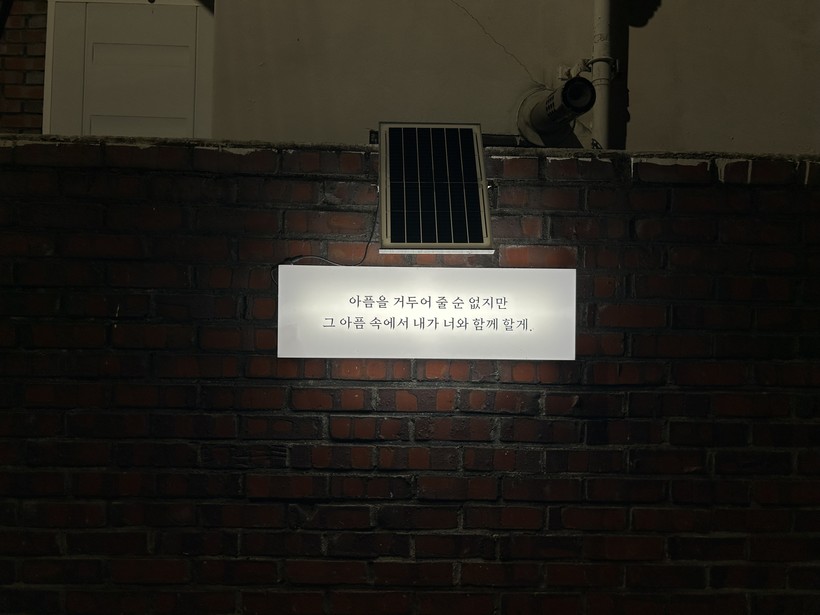 아픔을 거두어 줄 순 없지만
그 아픔 속에서 내가 너와 함께 할게.